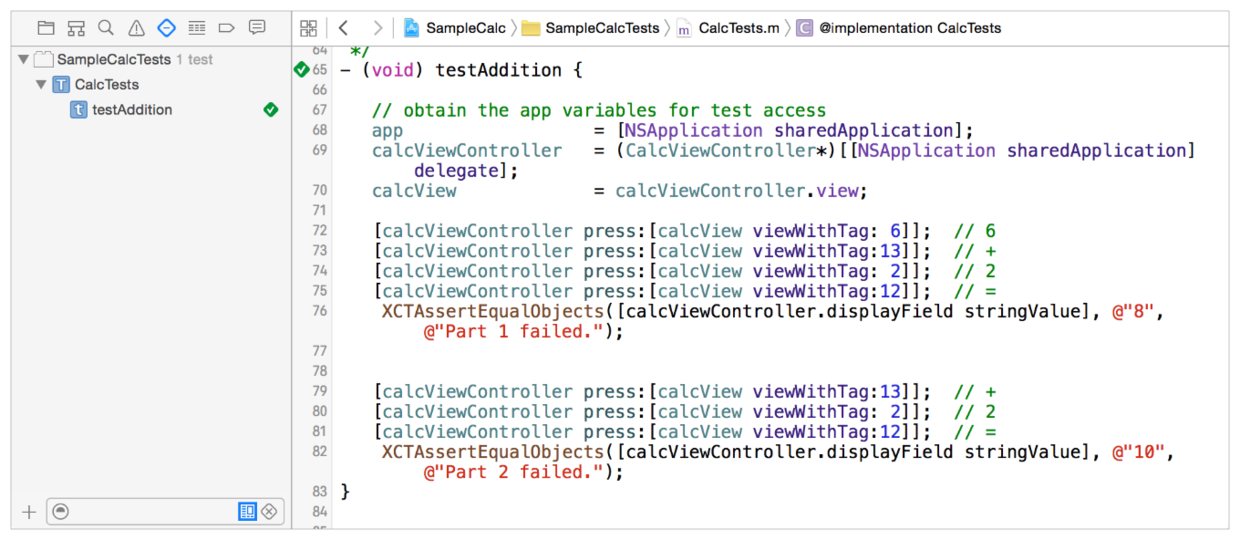 SampleCalc SampleCalcTests m CalcTests.m C @implementation CalcTests
SampleCalcTests 1 test
T CalcTests
t testAddition
64 */
65 - (void) testAddition {
66
67 // obtain the app variables for test access
68 app = [NSApplication sharedApplication];
69 calcViewController = (CalcViewController*)[[NSApplication sharedApplication]
delegate];
70 calcView = calcViewController.view;
71
72 [calcViewController press:[calcView viewWithTag: 6]]; // 6
73 [calcViewController press:[calcView viewWithTag:13]]; // +
74 [calcViewController press:[calcView viewWithTag: 2]]; // 2
75 [calcViewController press:[calcView viewWithTag:12]]; // =
76 XCTAssertEqualObjects([calcViewController.displayField stringValue], @"8",
@"Part 1 failed.");
77
78
79 [calcViewController press:[calcView viewWithTag:13]]; // +
80 [calcViewController press:[calcView viewWithTag: 2]]; // 2
81 [calcViewController press:[calcView viewWithTag:12]]; // =
82 XCTAssertEqualObjects([calcViewController.displayField stringValue], @"10",
@"Part 2 failed.");
83 }
84